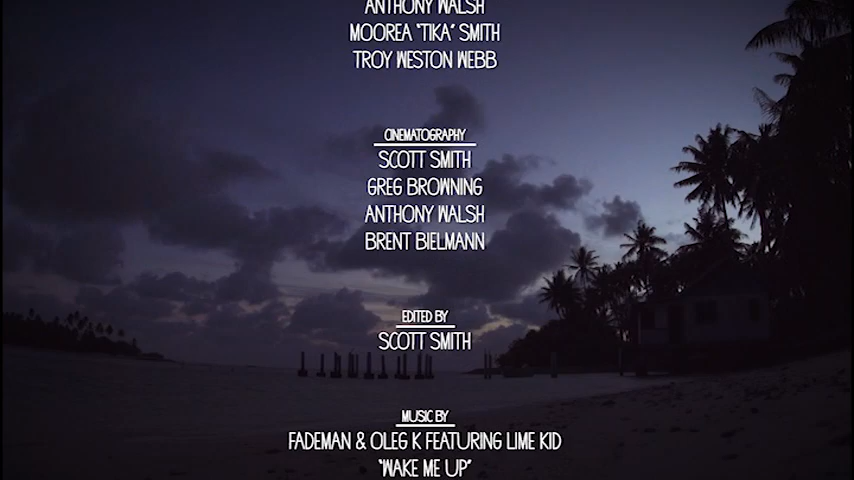 ANTHONY WALSH
MOOREA "TIKA" SMITH
TROY WESTON WEBB
CINEMATOGRAPHY
SCOTT SMITH
GREG BROWNING
ANTHONY WALSH
BRENT BIELMANN
EDITED BY
SCOTT SMITH
MUSIC BY
FADEMAN & OLEG K FEATURING LIME KID
"WAKE ME UP"